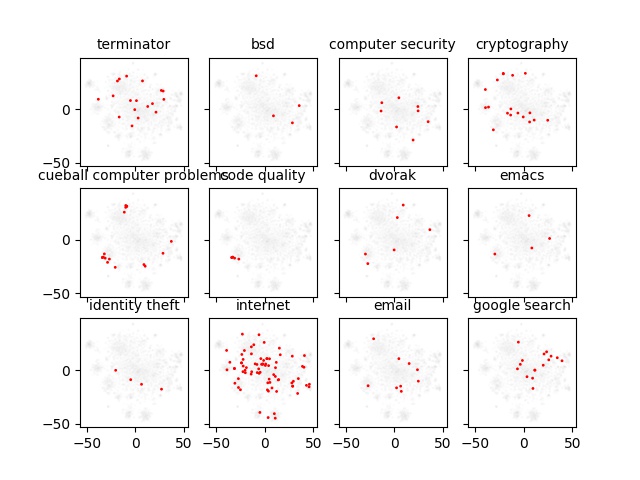 terminator
bsd
computer security
cryptography
0
−50
cueball computer problems
code quality
dvorak
emacs
0
−50
identity theft
internet
email
google search
0
−50
−50 0 50 −50 0 50 −50 0 50 −50 0 50